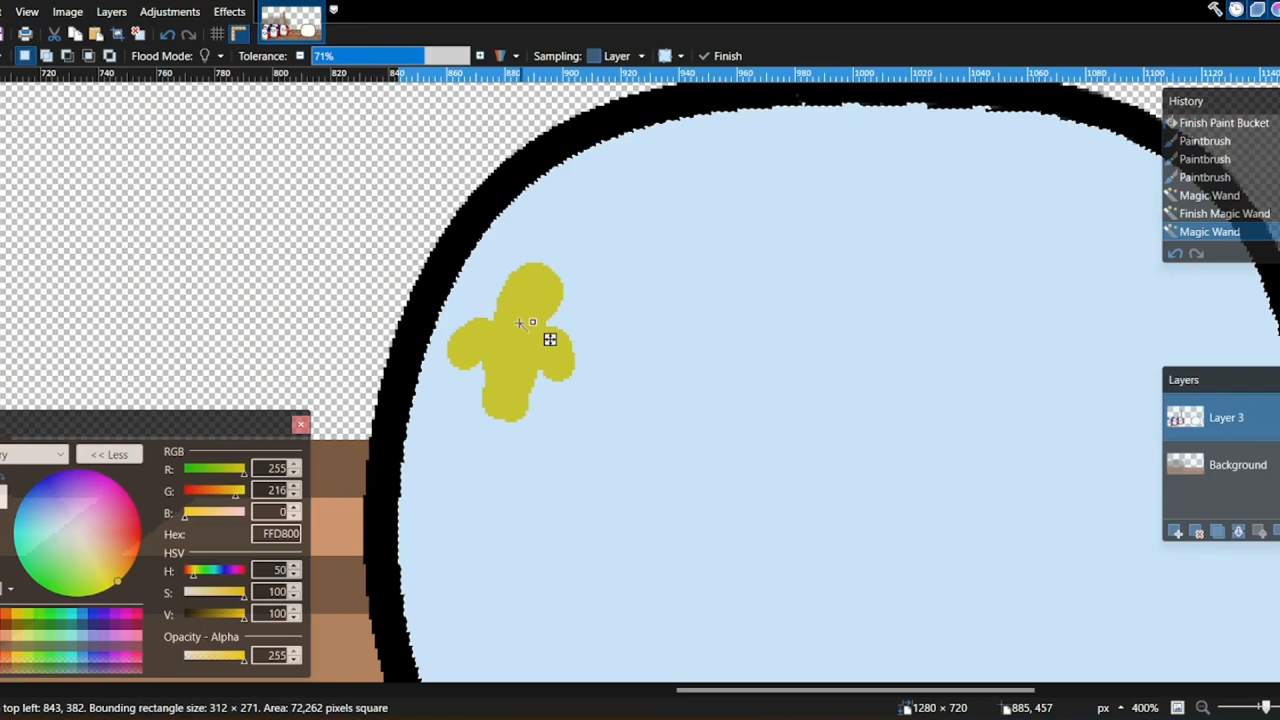 View Image Layers Adjustments Effects
Flood Mode: Tolerance: 71% Sampling: Layer Finish
720 740 760 780 800 820 840 860 880 900 920 940 960 980 1000 1020 1040 1060 1080 1100 1120 1140
History
Finish Paint Bucket
Paintbrush
Paintbrush
Paintbrush
Magic Wand
Finish Magic Wand
Magic Wand
Layers
Layer 3
Background
<< Less
RGB
R: 255
G: 216
B: 0
Hex: FFD800
HSV
H: 50
S: 100
V: 100
Opacity - Alpha
255
top left: 843, 382. Bounding rectangle size: 312 × 271. Area: 72,262 pixels square 1280 × 720 885, 457 px 400%